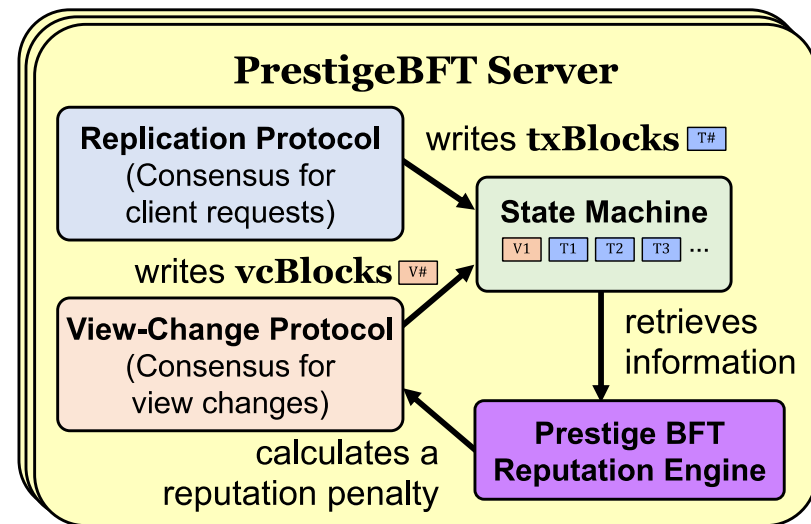 PrestigeBFT Server
Replication Protocol
(Consensus for
client requests)
writes txBlocks T#
State Machine
V1 T1 T2 T3 ...
writes vcBlocks V#
View-Change Protocol
(Consensus for
view changes)
retrieves
information
calculates a
reputation penalty
Prestige BFT
Reputation Engine